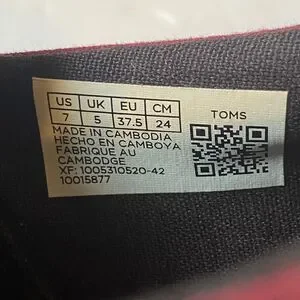 US UK EU CM
7 5 37.5 24
TOMS
MADE IN CAMBODIA
HECHO EN CAMBOYA
FABRIQUE AU
CAMBODGE
XF: 1005310520-42
10015877